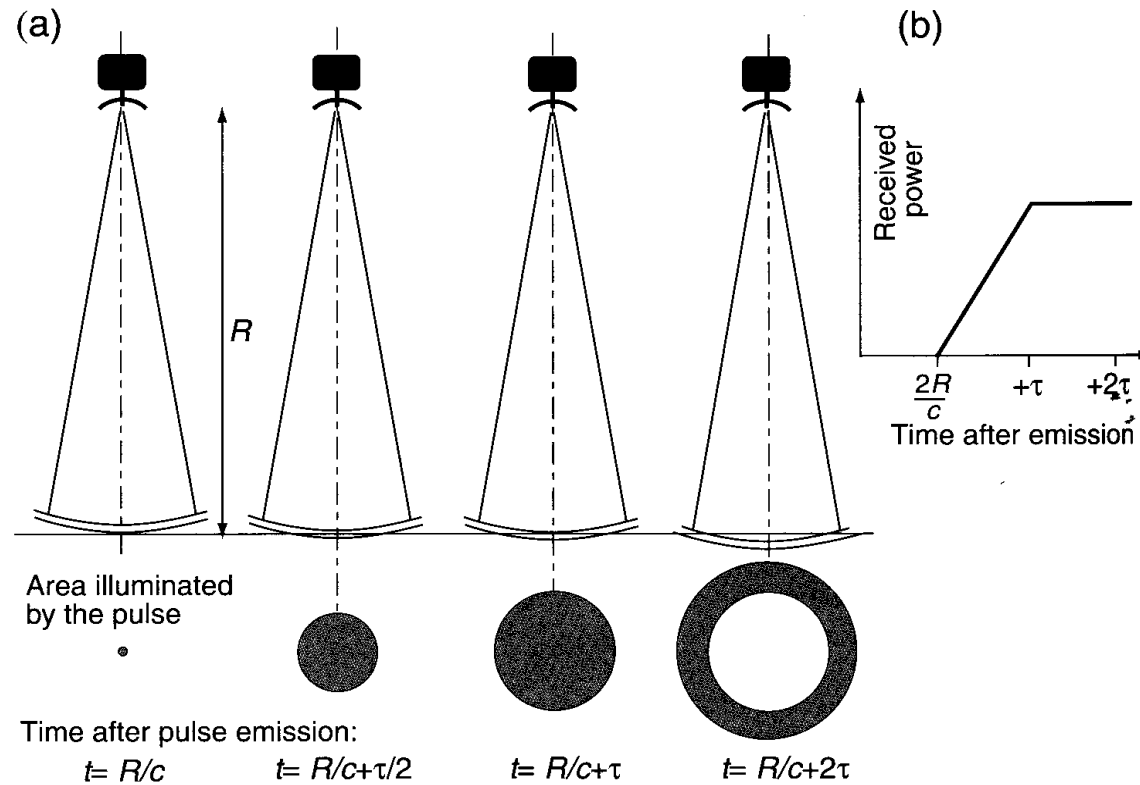 (a)
R
Area illuminated
by the pulse
Time after pulse emission:
t= R/c
t= R/c+τ/2
t= R/c+τ
t= R/c+2τ
(b)
Received
power
2R
c
+τ
+2τ
Time after emission